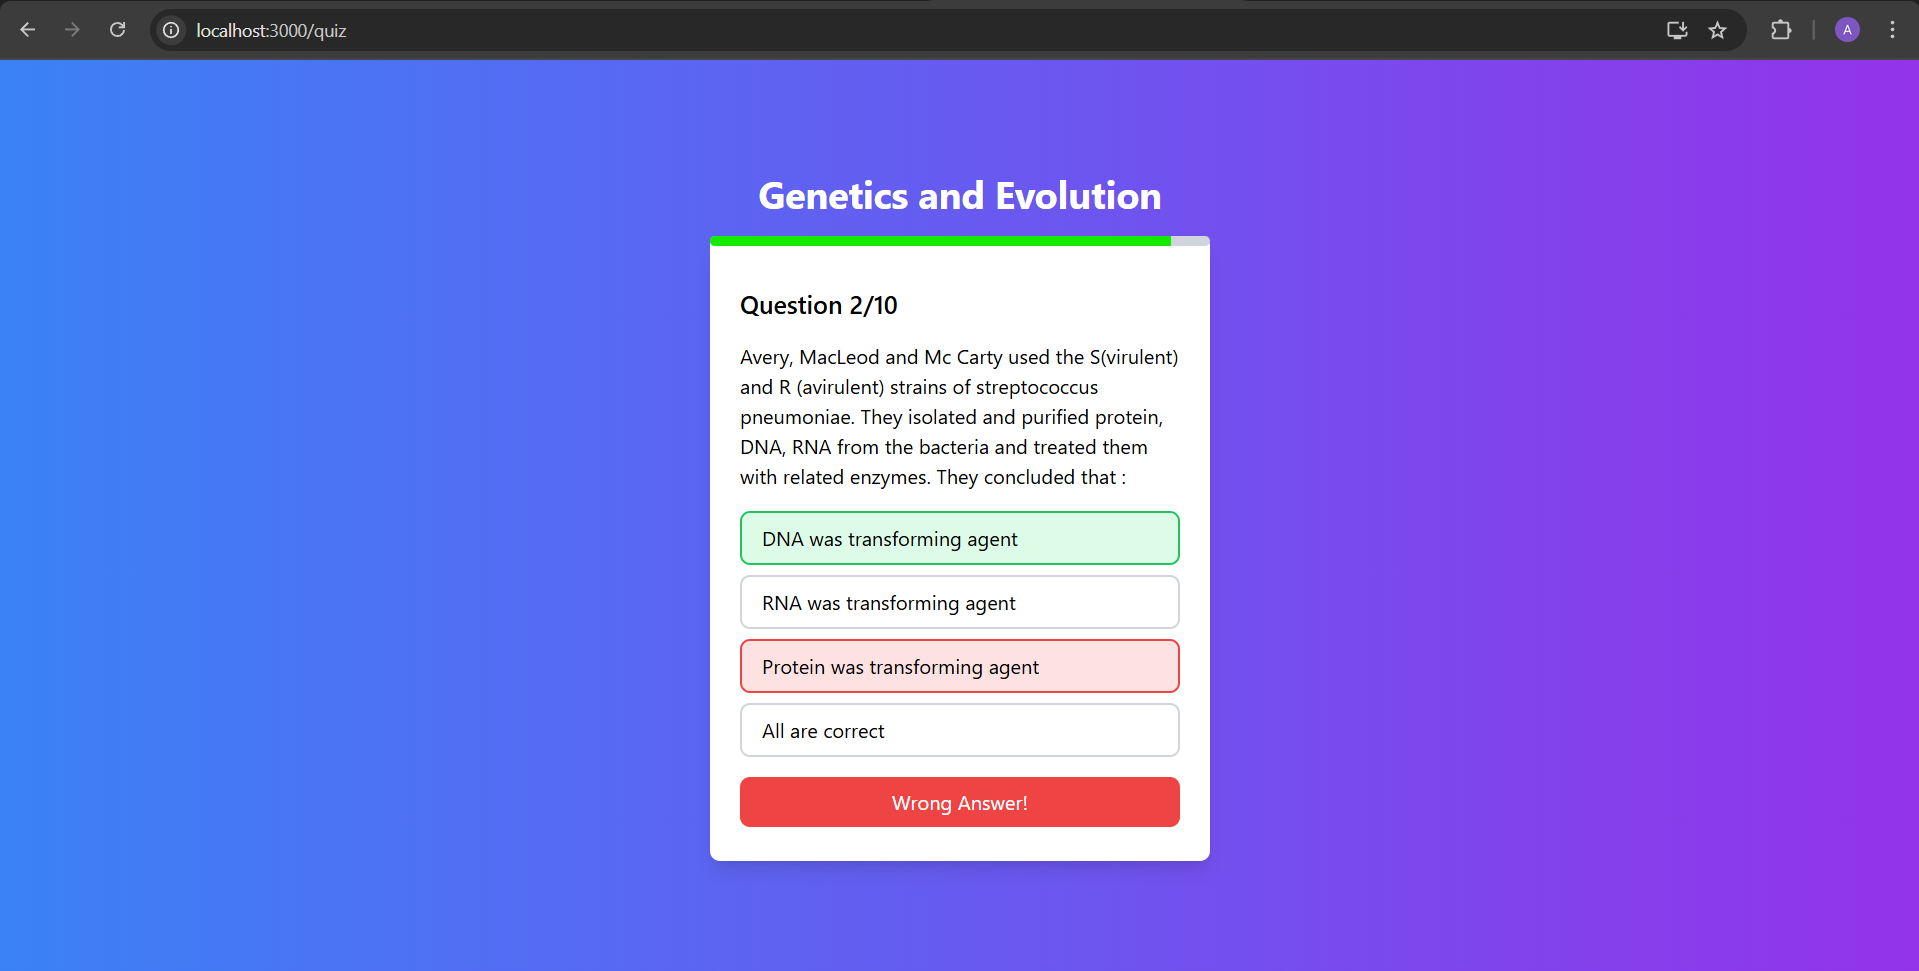 localhost:3000/quiz
A
Genetics and Evolution
Question 2/10
Avery, MacLeod and Mc Carty used the S(virulent)
and R (avirulent) strains of streptococcus
pneumoniae. They isolated and purified protein,
DNA, RNA from the bacteria and treated them
with related enzymes. They concluded that :
DNA was transforming agent
RNA was transforming agent
Protein was transforming agent
All are correct
Wrong Answer!